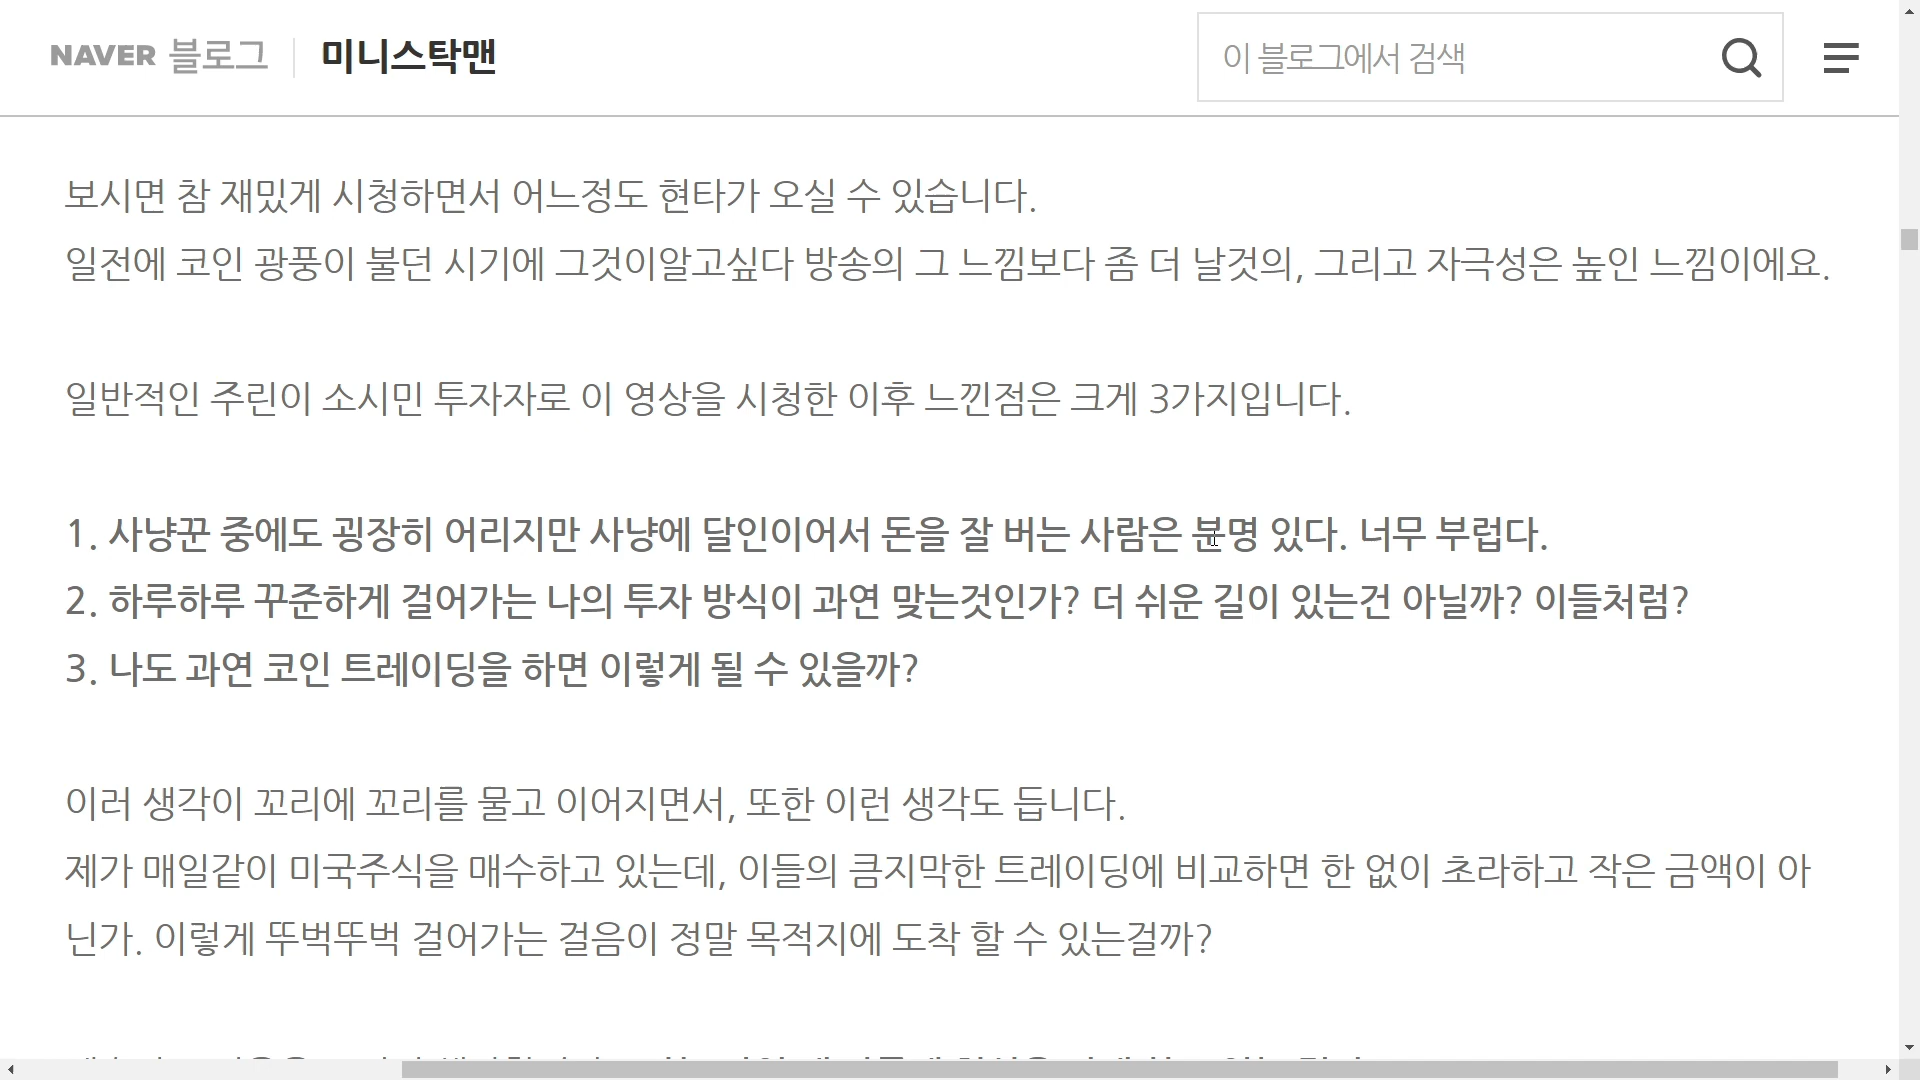 NAVER 블로그 미니스탁맨 이 블로그에서 검색
보시면 참 재밌게 시청하면서 어느정도 현타가 오실 수 있습니다.
일전에 코인 광풍이 불던 시기에 그것이알고싶다 방송의 그 느낌보다 좀 더 날것의, 그리고 자극성은 높인 느낌이에요.
일반적인 주린이 소시민 투자자로 이 영상을 시청한 이후 느낀점은 크게 3가지입니다.
1. 사냥꾼 중에도 굉장히 어리지만 사냥에 달인이어서 돈을 잘 버는 사람은 분명 있다. 너무 부럽다.
2. 하루하루 꾸준하게 걸어가는 나의 투자 방식이 과연 맞는것인가? 더 쉬운 길이 있는건 아닐까? 이들처럼?
3. 나도 과연 코인 트레이딩을 하면 이렇게 될 수 있을까?
이러 생각이 꼬리에 꼬리를 물고 이어지면서, 또한 이런 생각도 듭니다.
제가 매일같이 미국주식을 매수하고 있는데, 이들의 큼지막한 트레이딩에 비교하면 한 없이 초라하고 작은 금액이 아
닌가. 이렇게 뚜벅뚜벅 걸어가는 걸음이 정말 목적지에 도착 할 수 있는걸까?